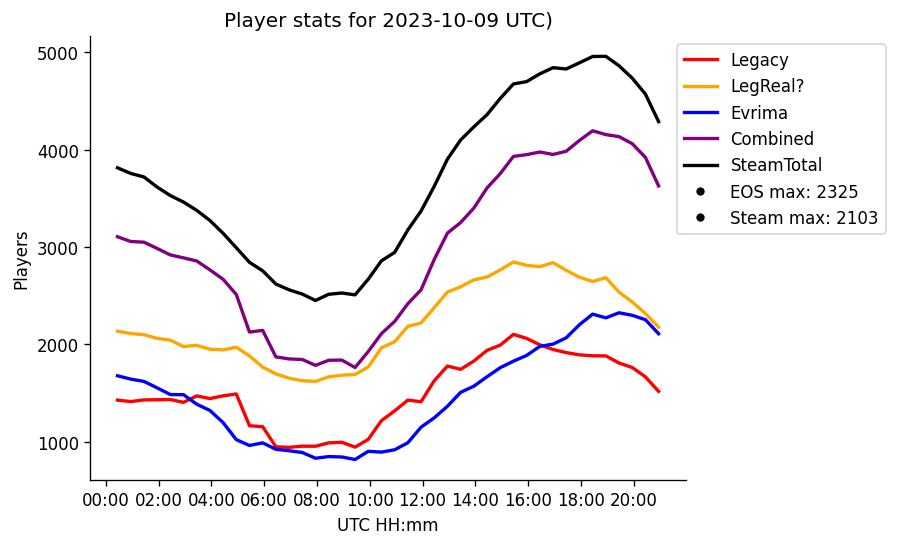 Player stats for 2023-10-09 UTC)
5000
4000
3000
2000
1000
Players
00:00 02:00 04:00 06:00 08:00 10:00 12:00 14:00 16:00 18:00 20:00
UTC HH:mm
Legacy
LegReal?
Evrima
Combined
SteamTotal
EOS max: 2325
Steam max: 2103